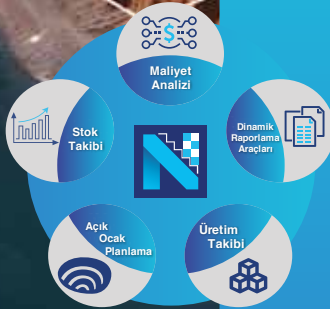 Maliyet
Analizi
Stok
Takibi
Dinamik
Raporlama
Araçları
N
Açık
Ocak
Planlama
Üretim
Takibi